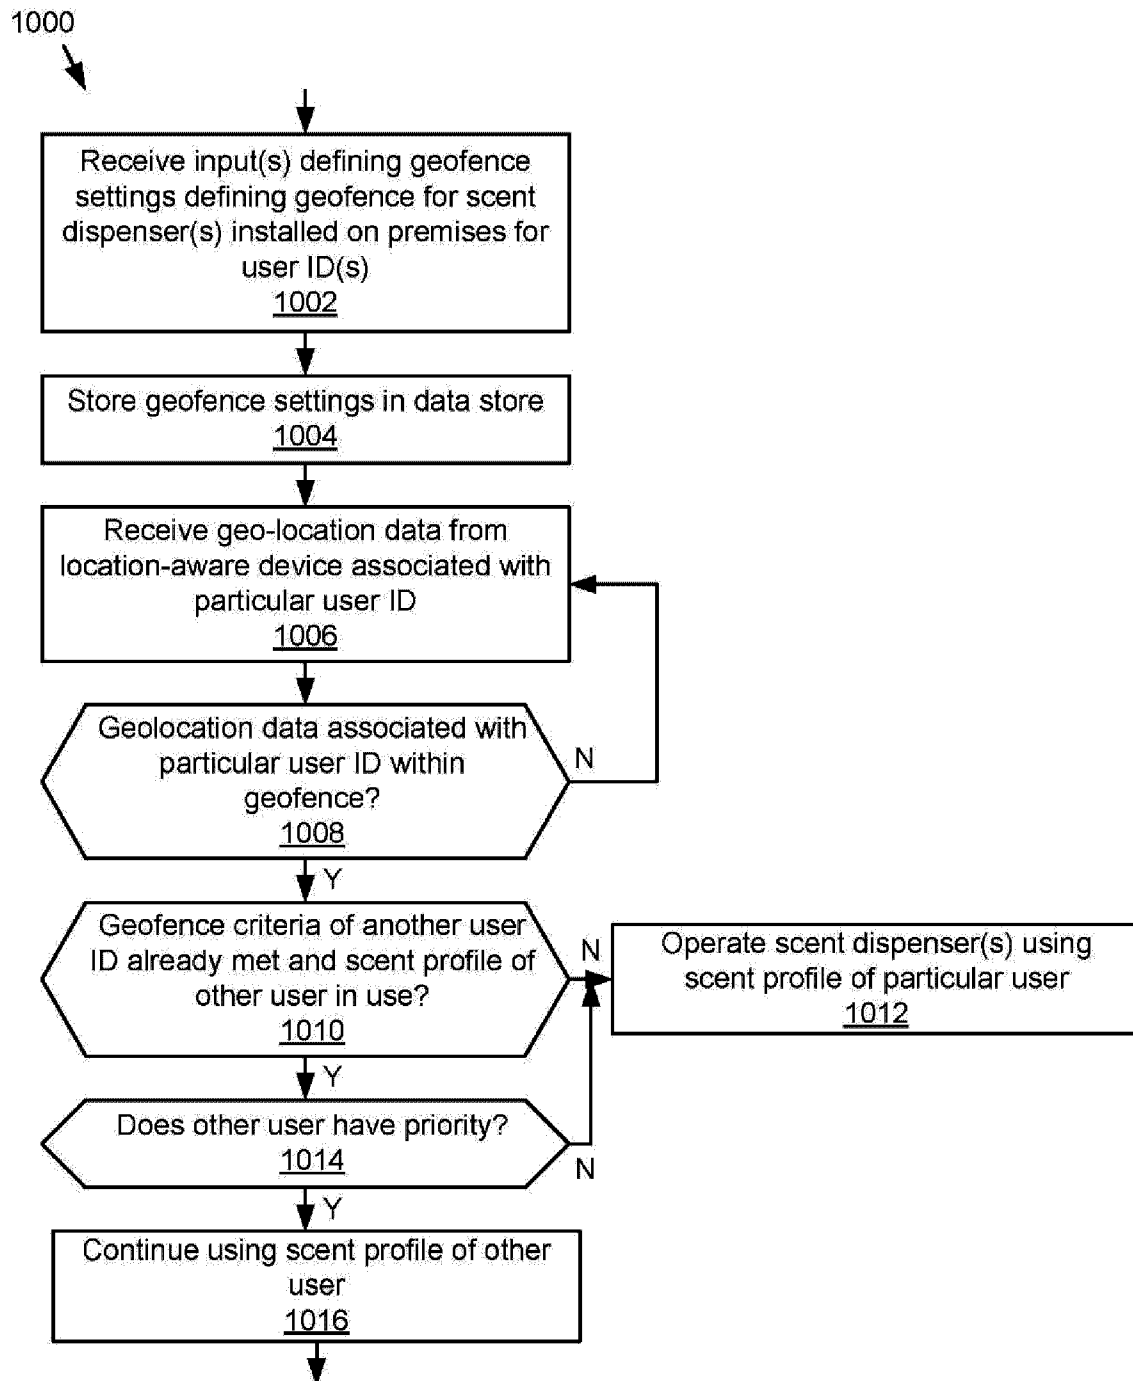 1000
Receive input(s) defining geofence
settings defining geofence for scent
dispenser(s) installed on premises for
user ID(s)
1002
Store geofence settings in data store
1004
Receive geo-location data from
location-aware device associated with
particular user ID
1006
Geolocation data associated with
particular user ID within
geofence?
1008
N
Y
Geofence criteria of another user
ID already met and scent profile of
other user in use?
1010
N
Operate scent dispenser(s) using
scent profile of particular user
1012
Y
Does other user have priority?
1014
N
Y
Continue using scent profile of other
user
1016